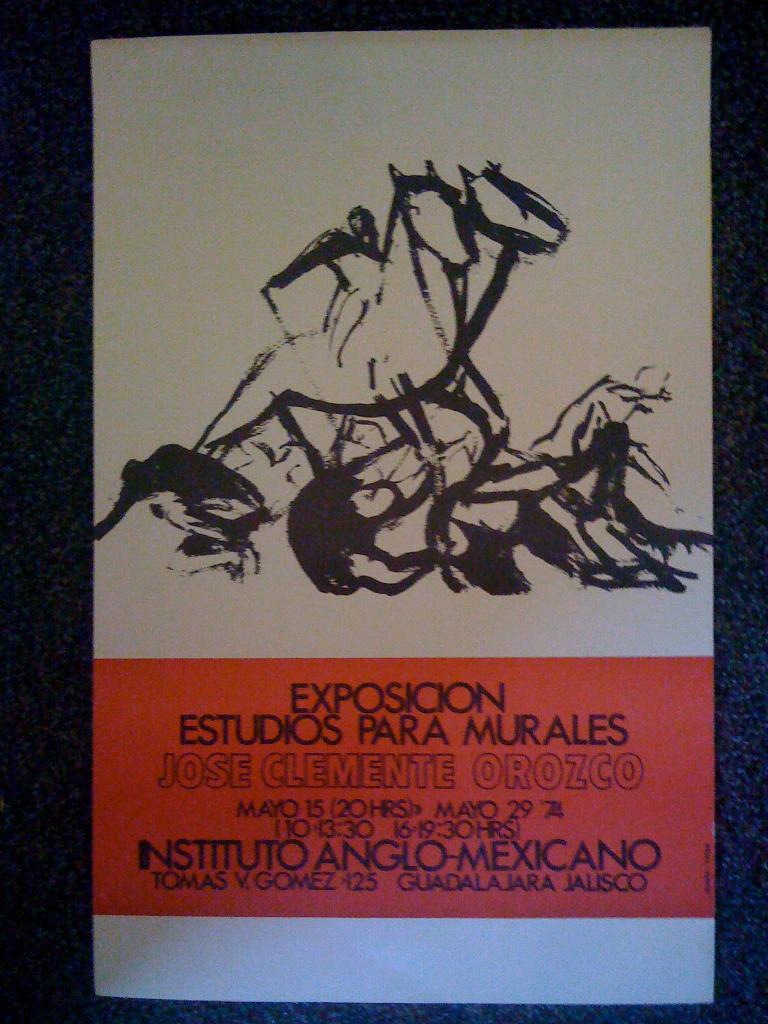 EXPOSICION
ESTUDIOS PARA MURALES
JOSE CLEMENTE OROZCO
MAYO 15 (20 HRS) MAYO 29 '74
(10-13:30 16-19:30 HRS)
INSTITUTO ANGLO-MEXICANO
TOMAS V. GOMEZ 125 GUADALAJARA JALISCO